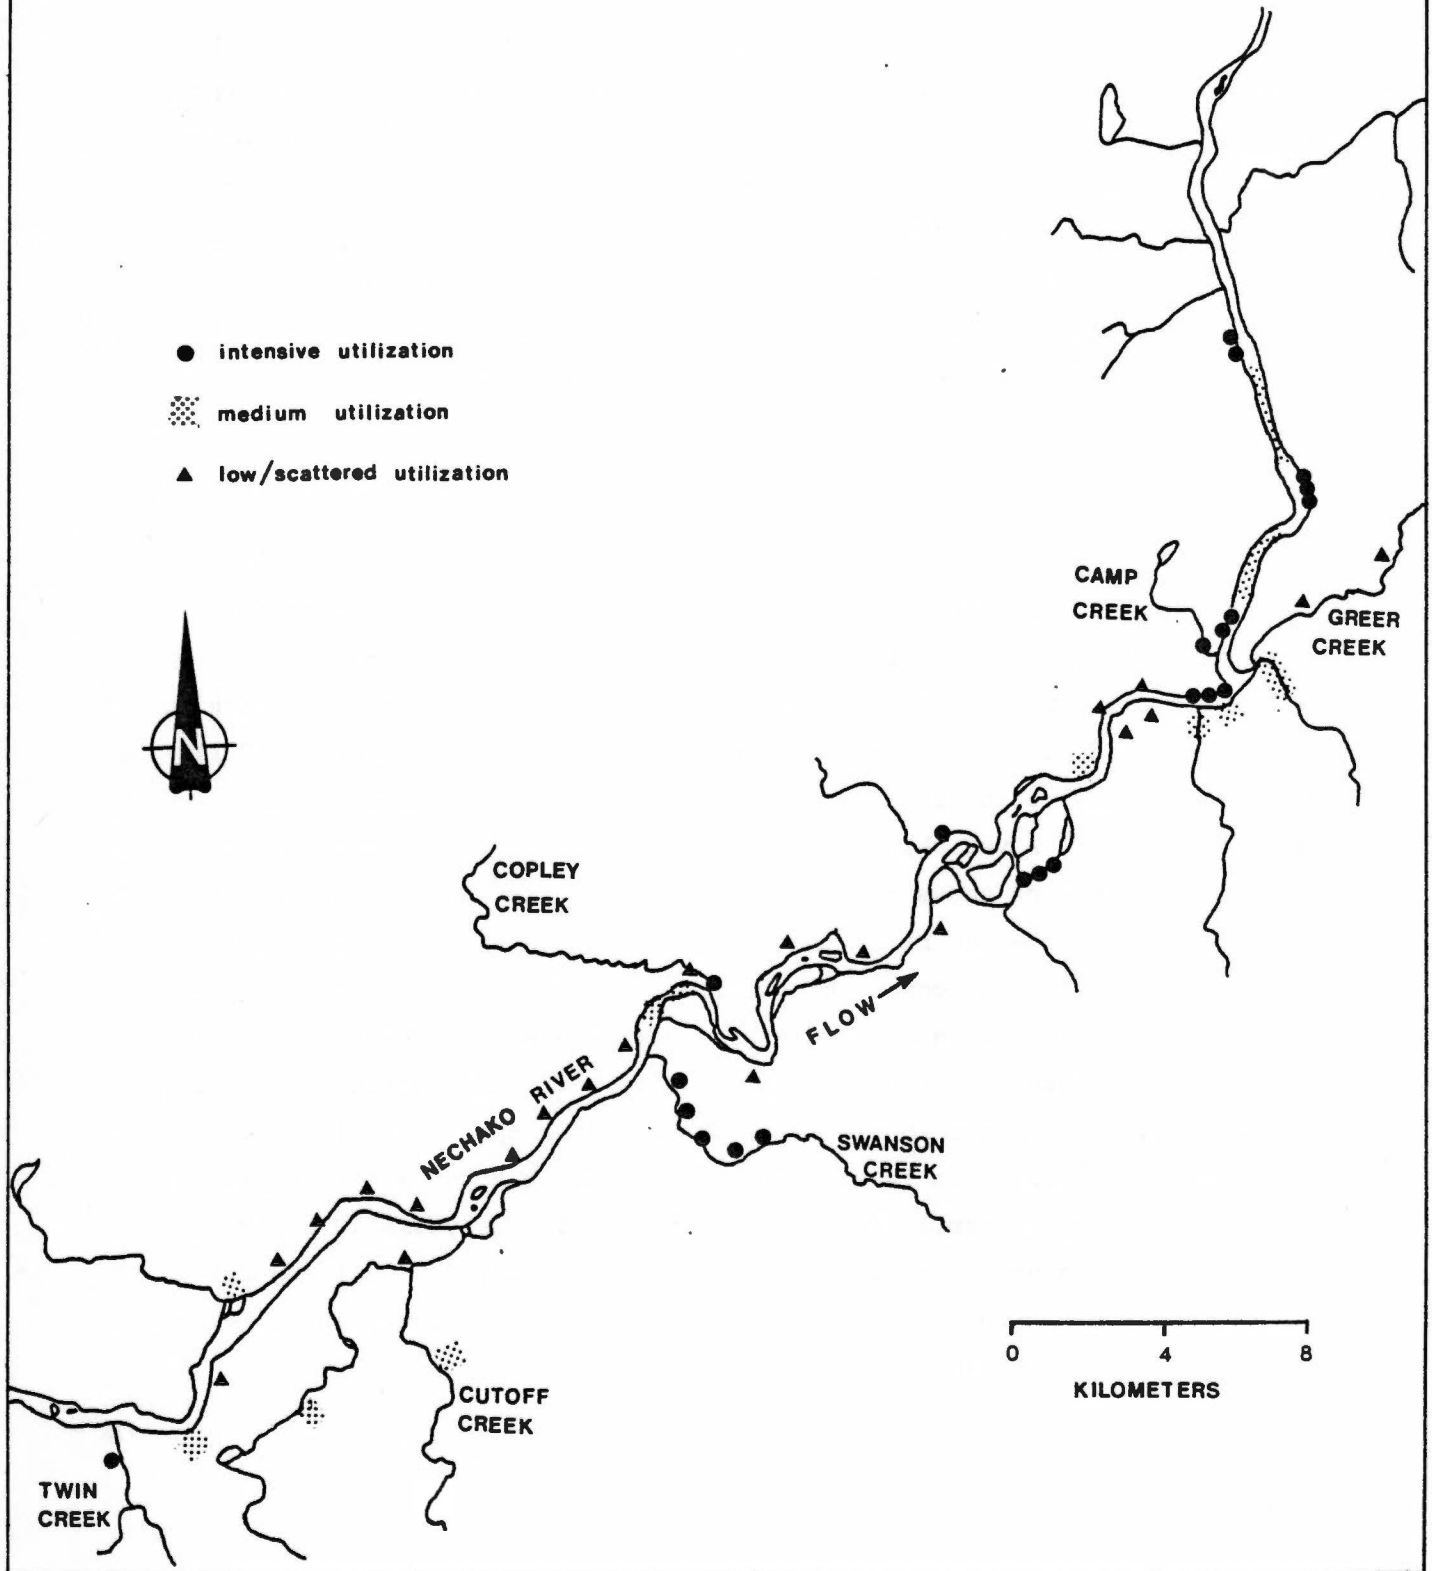 intensive utilization
medium utilization
low/scattered utilization
CAMP
CREEK
GREER
CREEK
N
COPLEY
CREEK
FLOW
NECHAKO RIVER
SWANSON
CREEK
0 4 8
KILOMETERS
CUTOFF
CREEK
TWIN
CREEK